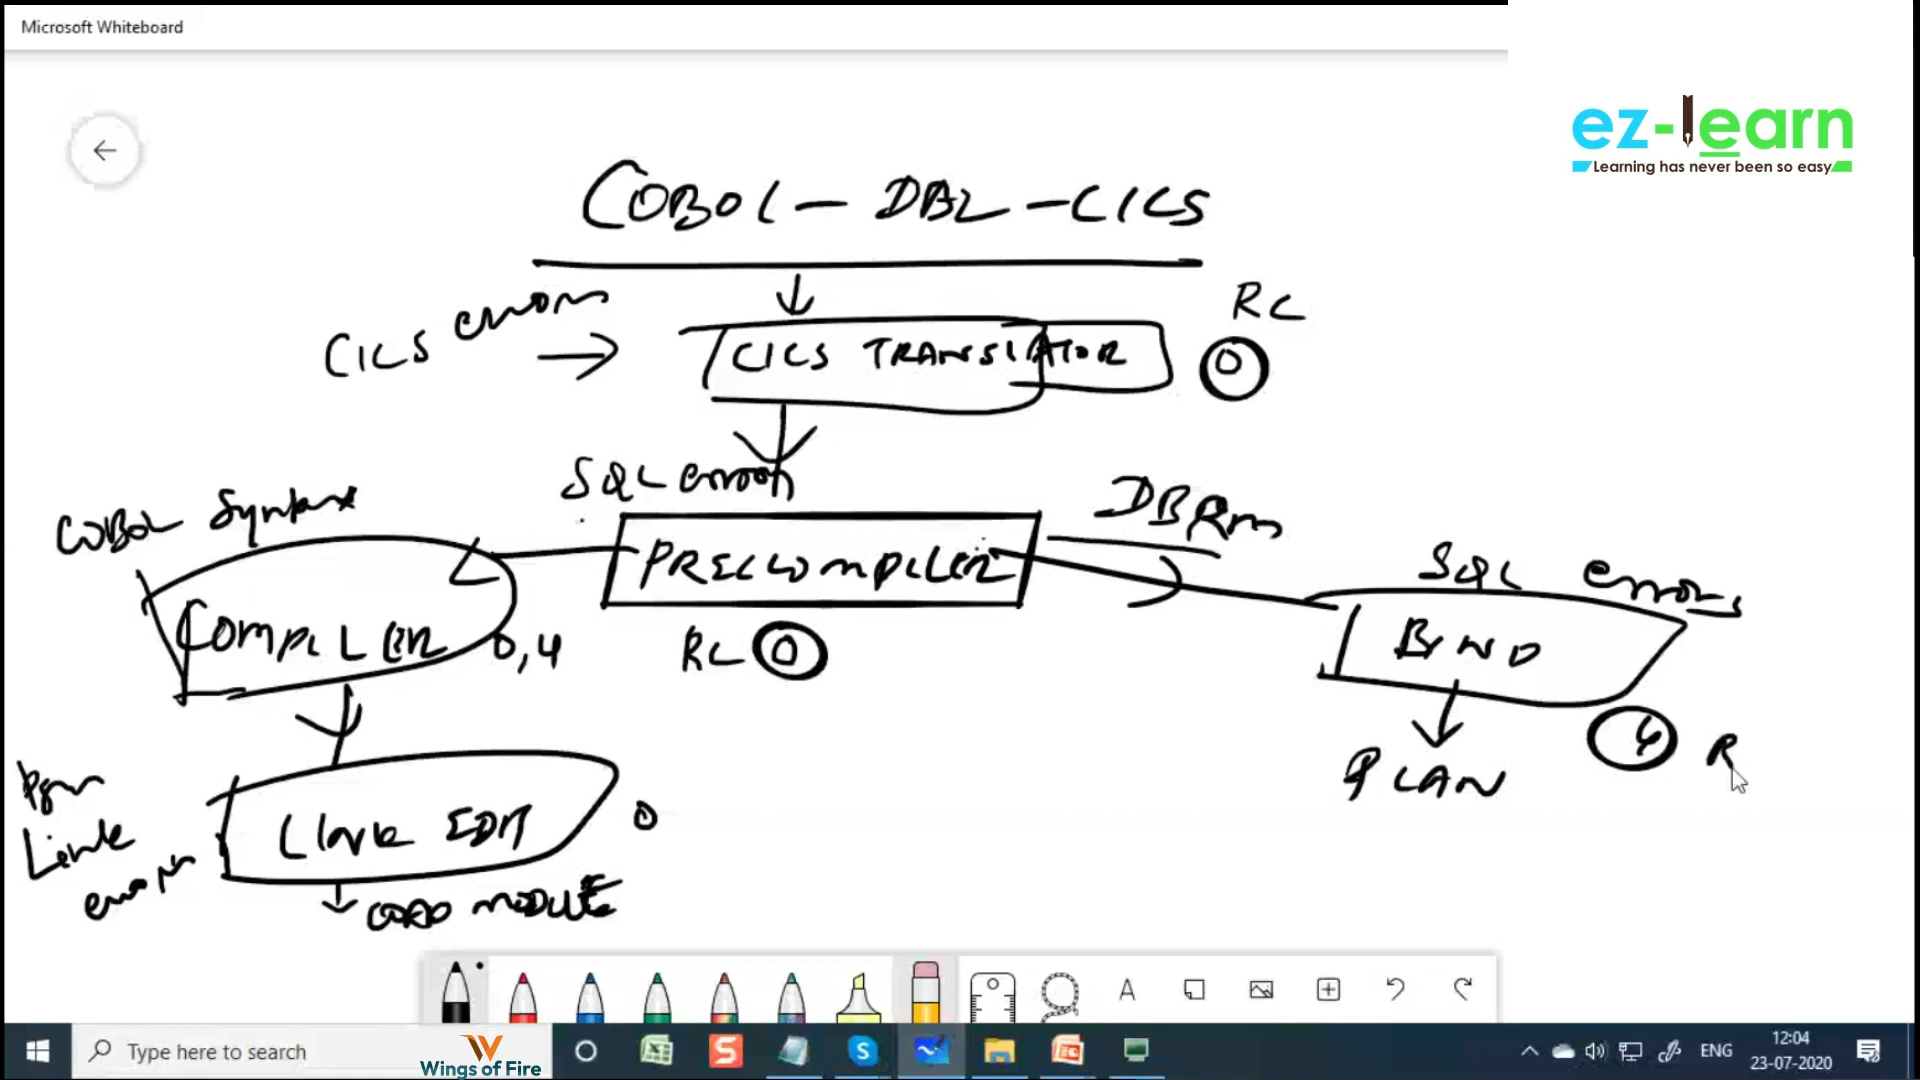 Microsoft Whiteboard
ez-learn
Learning has never been so easy
COBOL - DB2 - CICS
CICS errors
CICS TRANSLATOR
RC
0
SQL errors
COBOL Syntax
PRECOMPILER
DBRM
SQL errors
COMPILER
0,4
RC 0
BIND
PLAN
R
Pgm
Link
errors
LINK EDIT
0
LOAD MODULE
A
Type here to search
Wings of Fire
ENG
12:04
23-07-2020